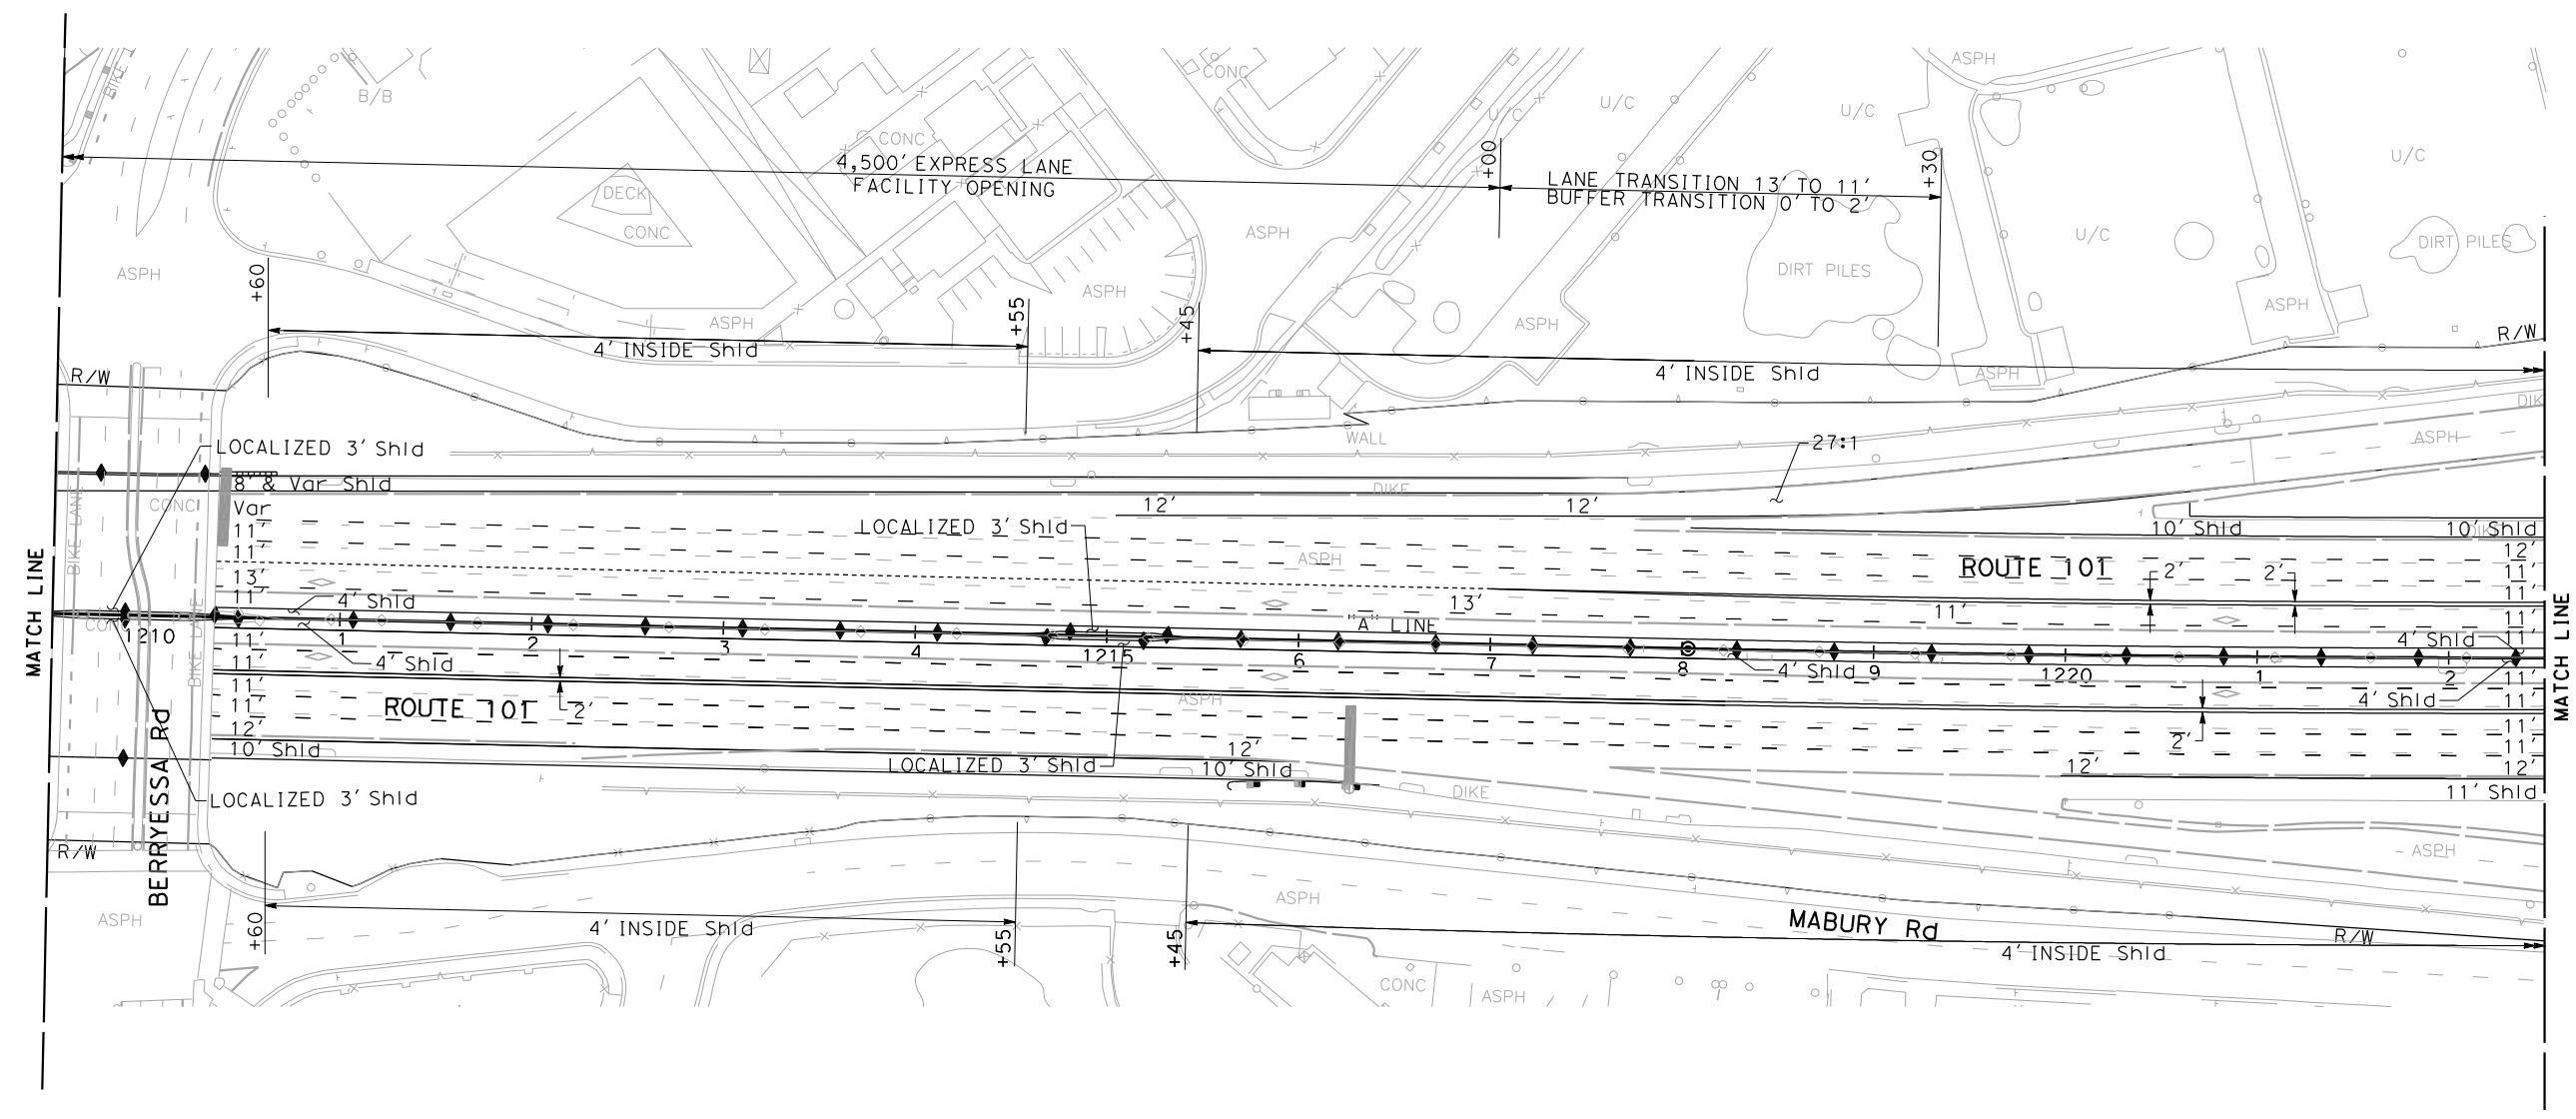 BIKE
B/B
CONC
CONC
ASPH
U/C
U/C
U/C
U/C
U/C
+00
+30
4,500' EXPRESS LANE
FACILITY OPENING
LANE TRANSITION 13' TO 11'
BUFFER TRANSITION 0' TO 2'
DECK
CONC
ASPH
ASPH
DIRT PILES
DIRT PILES
ASPH
+60
+55
+45
ASPH
ASPH
ASPH
ASPH
4' INSIDE Shld
4' INSIDE Shld
R/W
R/W
ASPH
DIK
LOCALIZED 3' Shld
WALL
27:1
ASPH
8' & Var Shld
DIKE
CONC
Var
12'
12'
LOCALIZED 3' Shld
10' Shld
10' Shld
11'
11'
13'
11'
ASPH
ROUTE 101
12'
11'
11'
11'
11'
2'
2'
BIKE LANE
MATCH LINE
4' Shld
13'
11'
"A" LINE
4' Shld
1210
1
2
3
4
1215
6
7
8
9
1220
1
2
MATCH LINE
BIKE LANE
11'
11'
11'
11'
12'
4' Shld
4' Shld
4' Shld
11'
11'
11'
11'
12'
ASPH
ROUTE 101
2'
2'
10' Shld
12'
10' Shld
LOCALIZED 3' Shld
12'
11' Shld
DIKE
LOCALIZED 3' Shld
BERRYESSA Rd
R/W
ASPH
ASPH
ASPH
+60
+55
+45
4' INSIDE Shld
MABURY Rd
R/W
4' INSIDE Shld
CONC
ASPH